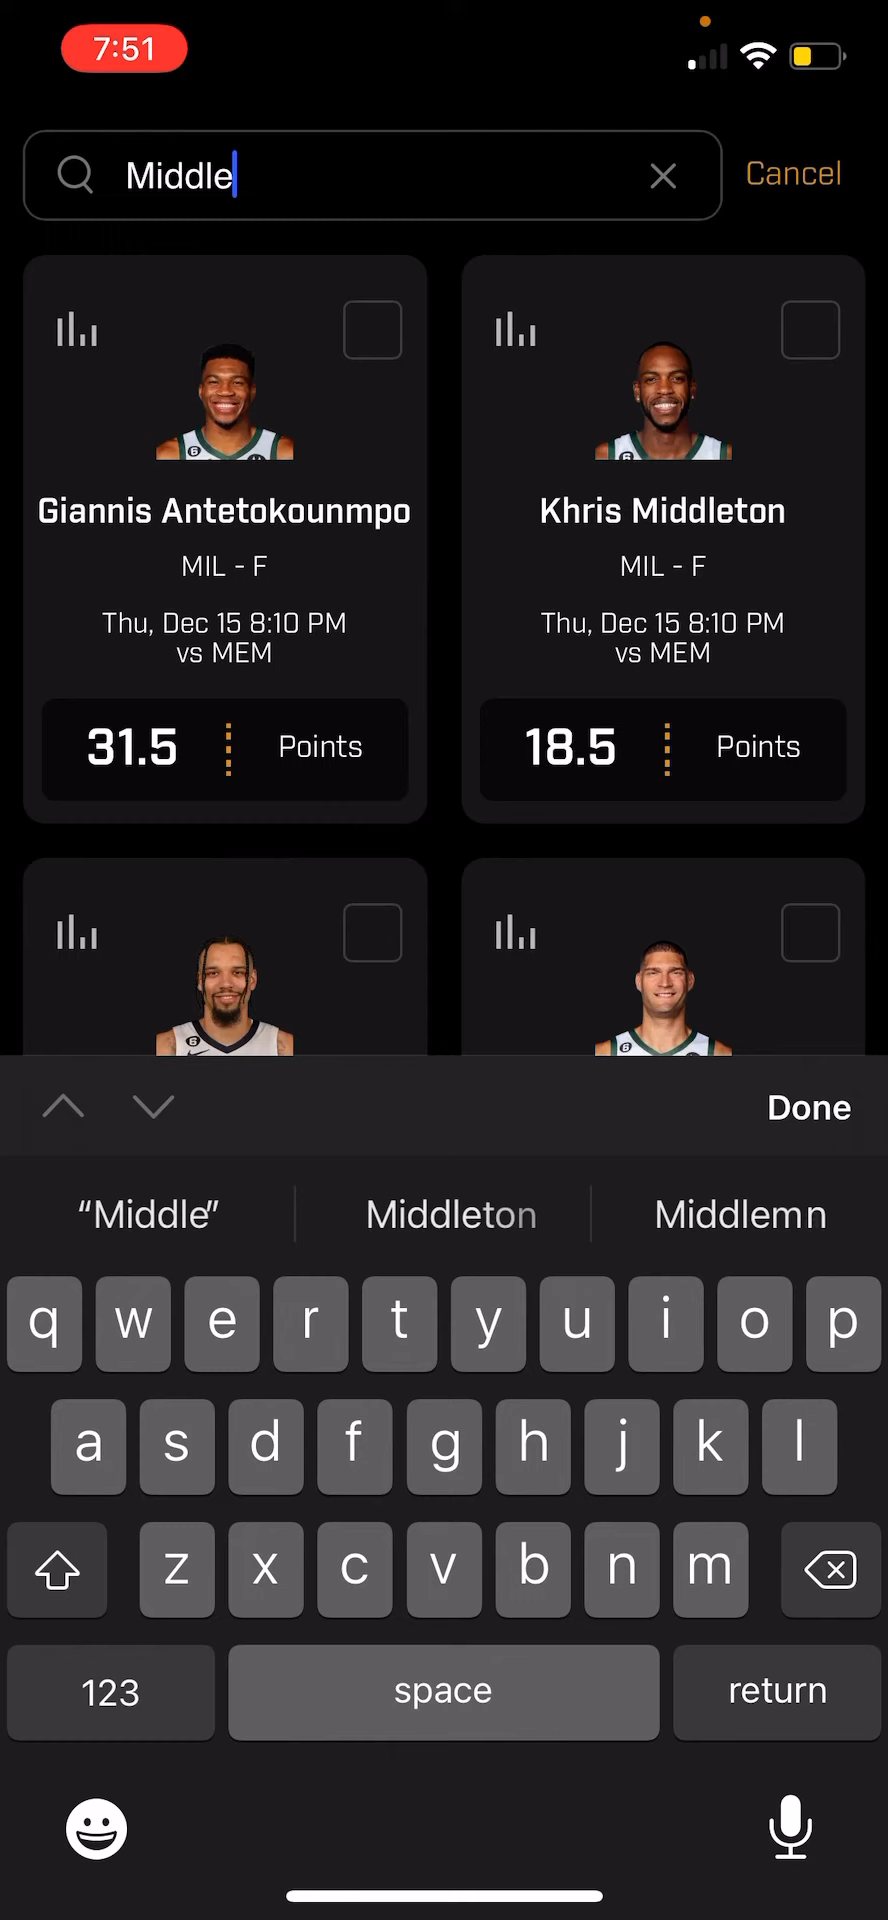 7:51
Middle
Cancel
Giannis Antetokounmpo
MIL - F
Thu, Dec 15 8:10 PM
vs MEM
31.5 Points
Khris Middleton
MIL - F
Thu, Dec 15 8:10 PM
vs MEM
18.5 Points
Done
“Middle” Middleton Middlemn
q w e r t y u i o p
a s d f g h j k l
z x c v b n m
123 space return